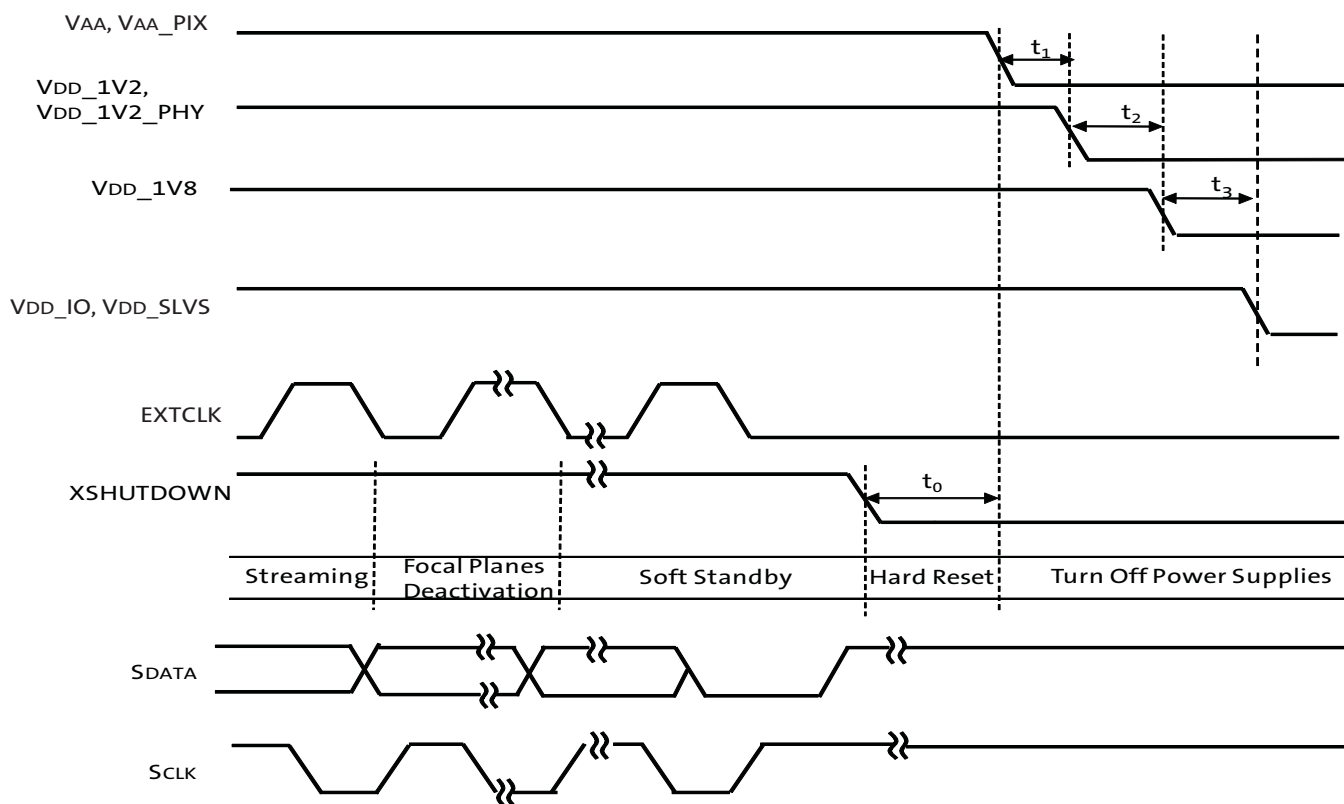 VAA, VAA_PIX
t1
VDD_1V2,
VDD_1V2_PHY
t2
VDD_1V8
t3
VDD_IO, VDD_SLVS
EXTCLK
XSHUTDOWN
t0
Streaming
Focal Planes
Deactivation
Soft Standby
Hard Reset
Turn Off Power Supplies
SDATA
SCLK